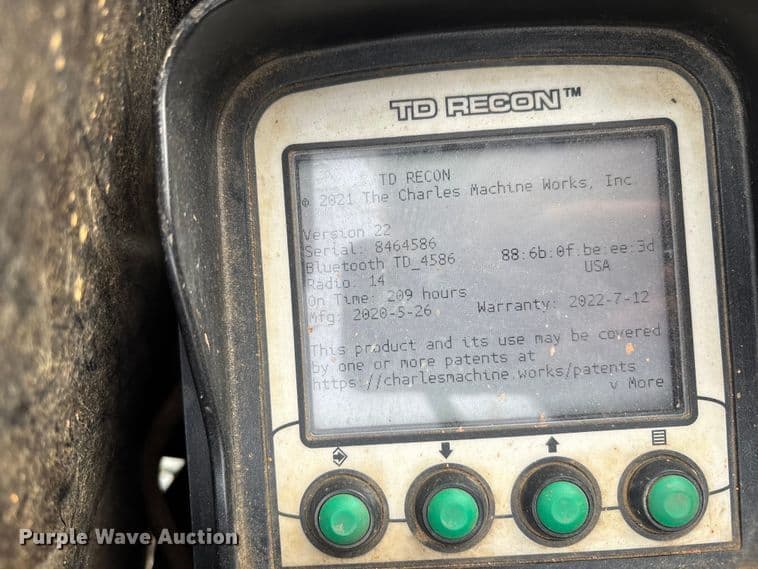 TD RECON™
TD RECON
© 2021 The Charles Machine Works, Inc
Version 22
Serial: 8464586
Bluetooth TD_4586 88:6b:0f:be:ee:3d
Radio: 14 USA
On Time: 209 hours
Mfg: 2020-5-26 Warranty: 2022-7-12
This product and its use may be covered
by one or more patents at
https://charlesmachine.works/patents
v More
Purple Wave Auction